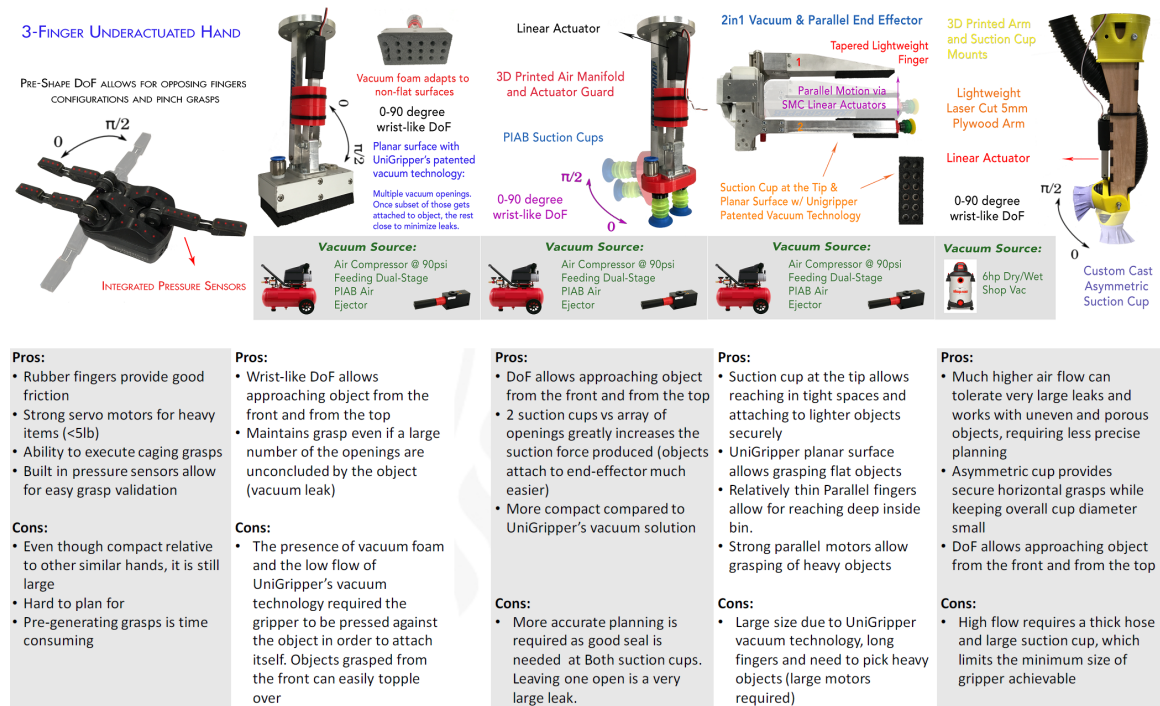 3-Finger Underactuated Hand
Pre-Shape DoF allows for opposing fingers
configurations and pinch grasps
0
π/2
Integrated Pressure Sensors
Vacuum foam adapts to
non-flat surfaces
0-90 degree
wrist-like DoF
0
π/2
Planar surface with
UniGripper's patented
vacuum technology:
Multiple vacuum openings.
Once subset of those gets
attached to object, the rest
close to minimize leaks.
Linear Actuator
3D Printed Air Manifold
and Actuator Guard
PIAB Suction Cups
π/2
0-90 degree
wrist-like DoF
0
2in1 Vacuum & Parallel End Effector
Tapered Lightweight
Finger
1
Parallel Motion via
SMC Linear Actuators
2
Suction Cup at the Tip &
Planar Surface w/ Unigripper
Patented Vacuum Technology
3D Printed Arm
and Suction Cup
Mounts
Lightweight
Laser Cut 5mm
Plywood Arm
Linear Actuator
π/2
0-90 degree
wrist-like DoF
0
Custom Cast
Asymmetric
Suction Cup
Vacuum Source:
Air Compressor @ 90psi
Feeding Dual-Stage
PIAB Air
Ejector
Vacuum Source:
Air Compressor @ 90psi
Feeding Dual-Stage
PIAB Air
Ejector
Vacuum Source:
Air Compressor @ 90psi
Feeding Dual-Stage
PIAB Air
Ejector
Vacuum Source:
6hp Dry/Wet
Shop Vac
Pros:
• Rubber fingers provide good
friction
• Strong servo motors for heavy
items (<5lb)
• Ability to execute caging grasps
• Built in pressure sensors allow
for easy grasp validation
Cons:
• Even though compact relative
to other similar hands, it is still
large
• Hard to plan for
• Pre-generating grasps is time
consuming
Pros:
• Wrist-like DoF allows
approaching object from the
front and from the top
• Maintains grasp even if a large
number of the openings are
unconcluded by the object
(vacuum leak)
Cons:
• The presence of vacuum foam
and the low flow of
UniGripper's vacuum
technology required the
gripper to be pressed against
the object in order to attach
itself. Objects grasped from
the front can easily topple
over
Pros:
• DoF allows approaching object
from the front and from the top
• 2 suction cups vs array of
openings greatly increases the
suction force produced (objects
attach to end-effector much
easier)
• More compact compared to
UniGripper's vacuum solution
Cons:
• More accurate planning is
required as good seal is
needed at Both suction cups.
Leaving one open is a very
large leak.
Pros:
• Suction cup at the tip allows
reaching in tight spaces and
attaching to lighter objects
securely
• UniGripper planar surface
allows grasping flat objects
• Relatively thin Parallel fingers
allow for reaching deep inside
bin.
• Strong parallel motors allow
grasping of heavy objects
Cons:
• Large size due to UniGripper
vacuum technology, long
fingers and need to pick heavy
objects (large motors
required)
Pros:
• Much higher air flow can
tolerate very large leaks and
works with uneven and porous
objects, requiring less precise
planning
• Asymmetric cup provides
secure horizontal grasps while
keeping overall cup diameter
small
• DoF allows approaching object
from the front and from the top
Cons:
• High flow requires a thick hose
and large suction cup, which
limits the minimum size of
gripper achievable